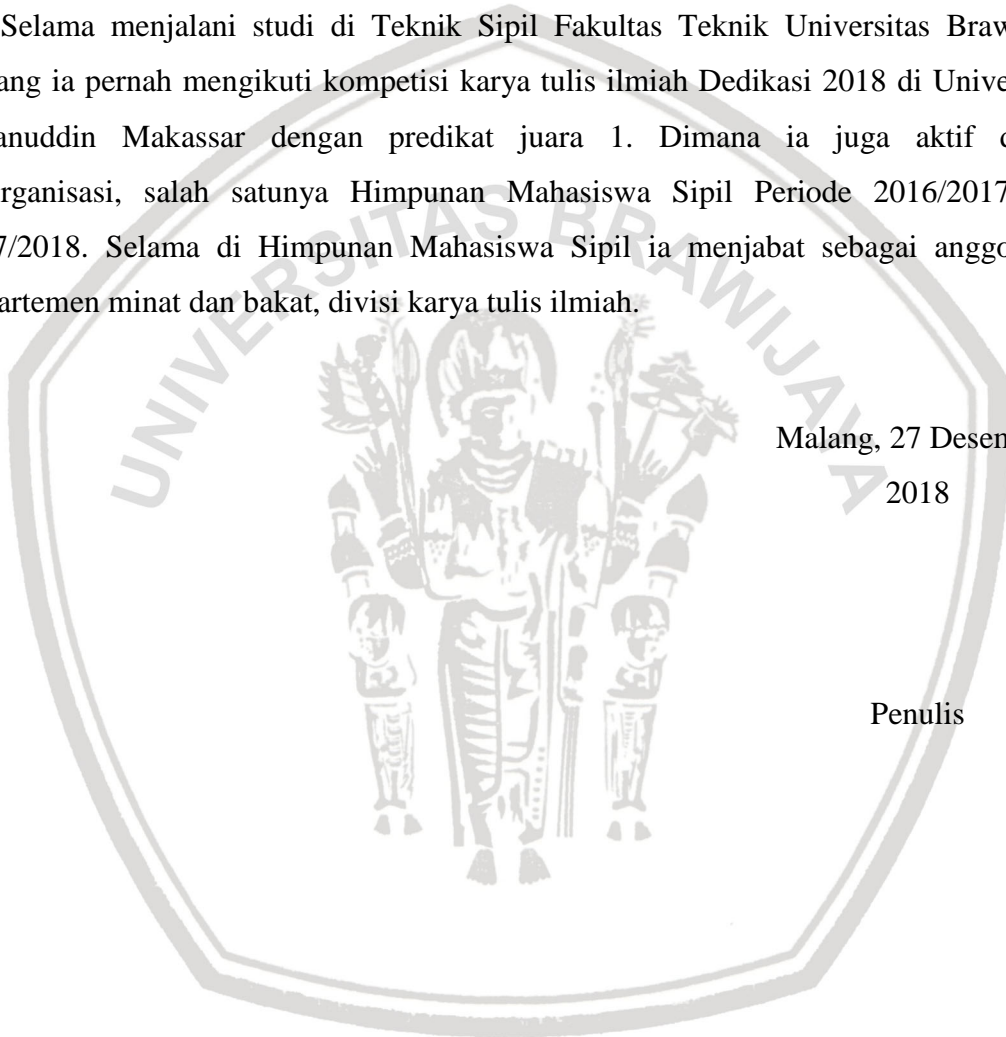 Selama menjalani studi di Teknik Sipil Fakultas Teknik Universitas Braw
ang ia pernah mengikuti kompetisi karya tulis ilmiah Dedikasi 2018 di Unive
anuddin Makassar dengan predikat juara 1. Dimana ia juga aktif
rganisasi, salah satunya Himpunan Mahasiswa Sipil Periode 2016/2017
7/2018. Selama di Himpunan Mahasiswa Sipil ia menjabat sebagai anggo
artemen minat dan bakat, divisi karya tulis ilmiah.
UNIVERSITAS BRAWIJAYA
Malang, 27 Desem
2018
Penulis